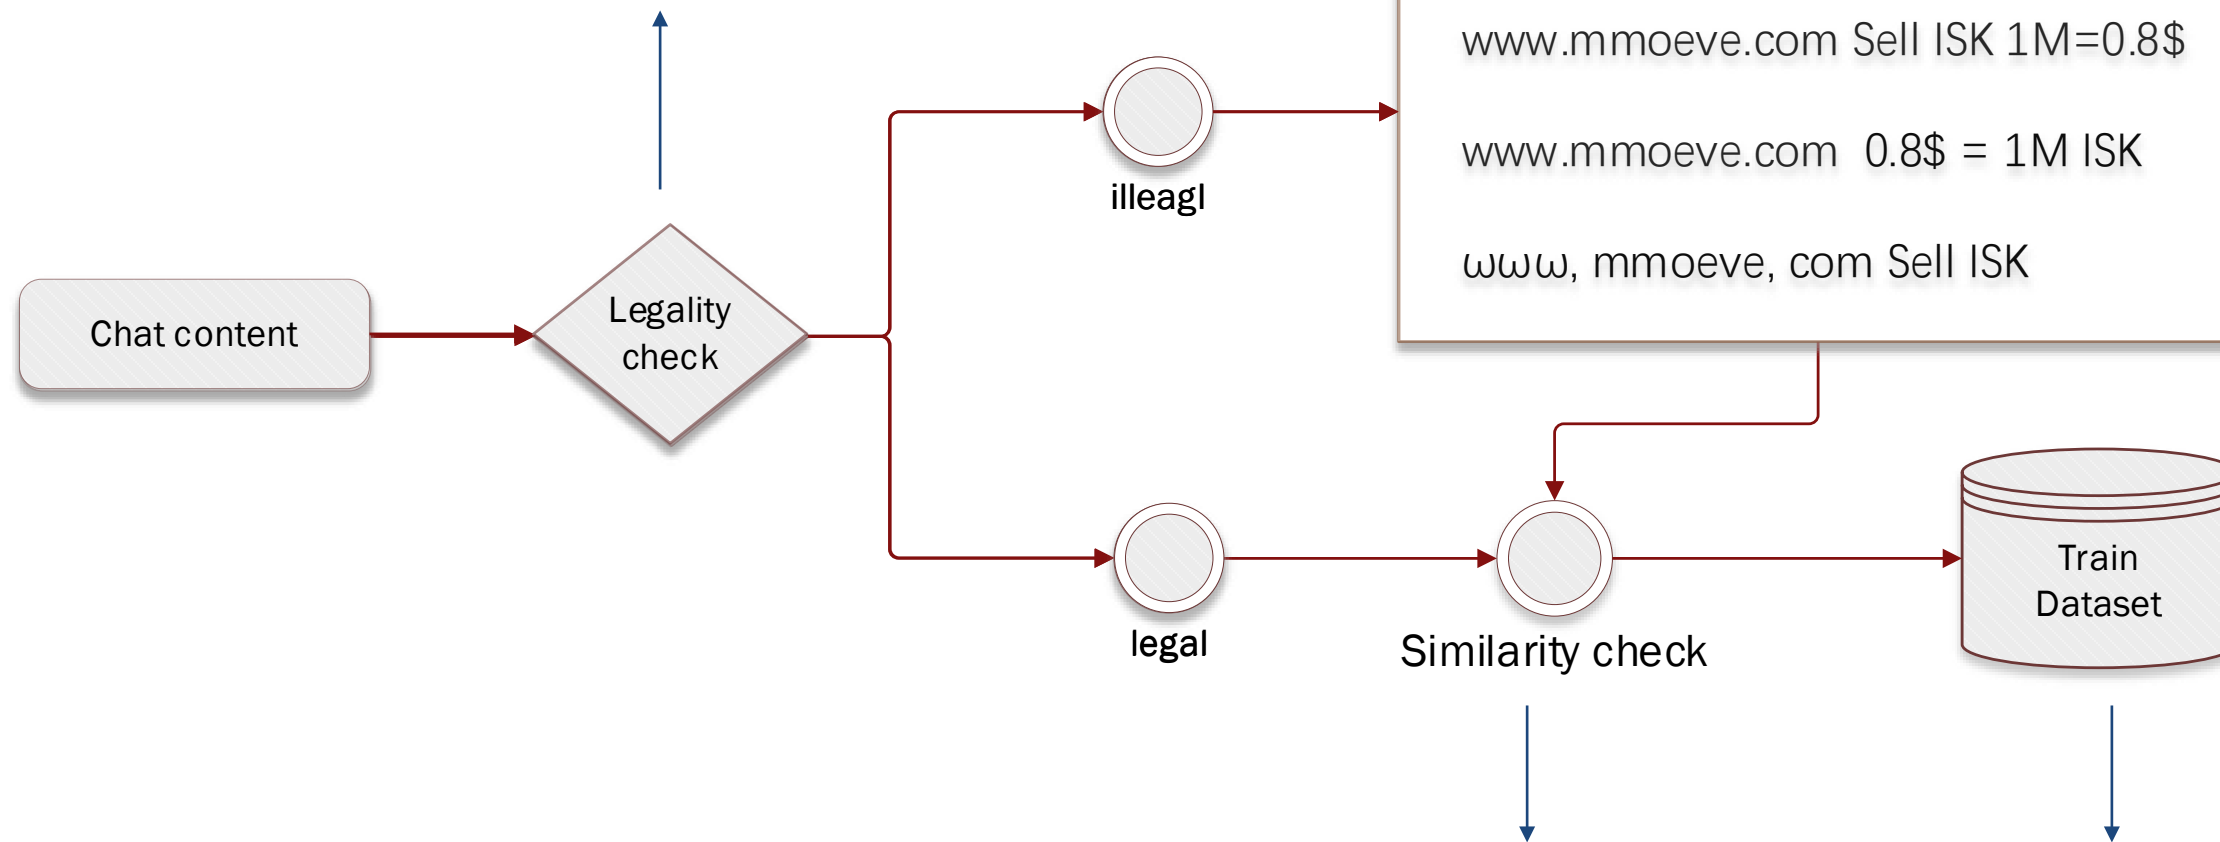 www.mmoeve.com Sell ISK 1M=0.8$
www.mmoeve.com 0.8$ = 1M ISK
ωωω, mmoeve, com Sell ISK
illeagl
Chat content
Legality
check
legal
Similarity check
Train
Dataset